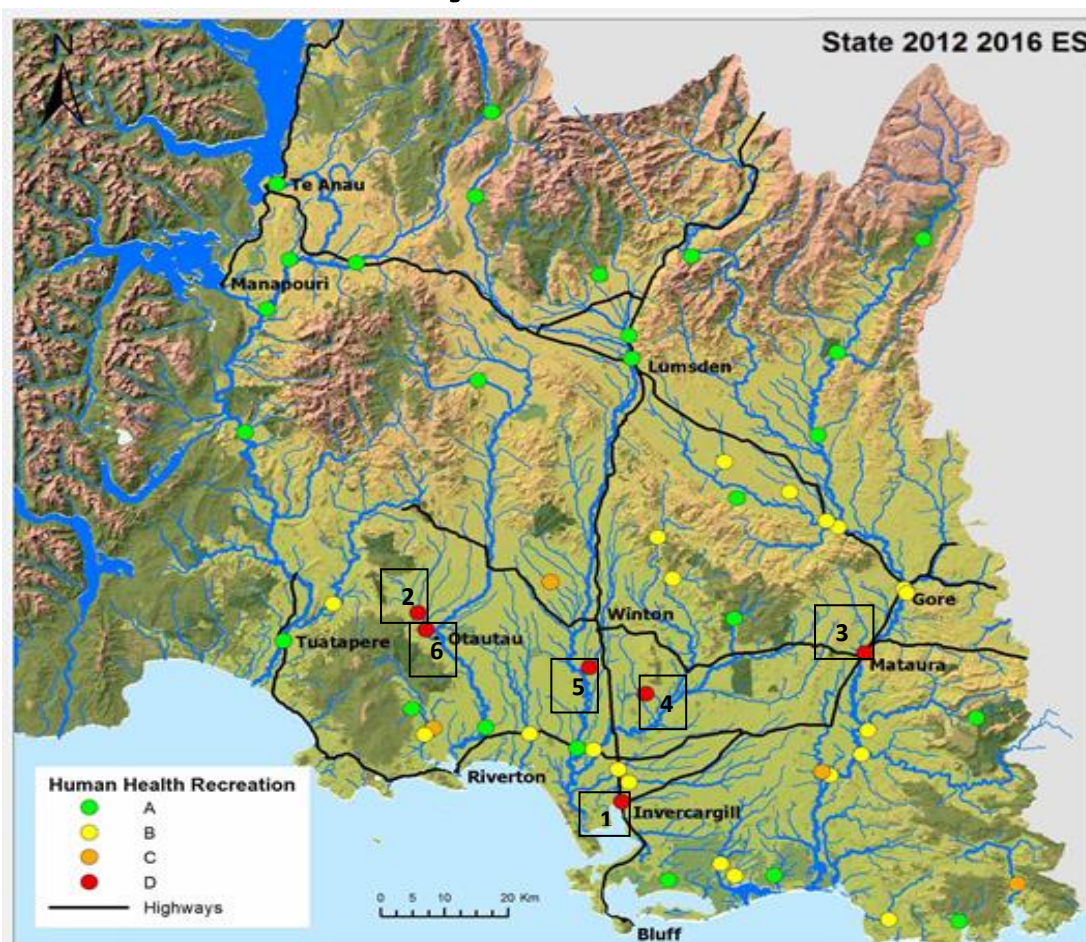 State 2012 2016 ES
N
Te Anau
Manapouri
Lumsden
Gore
Winton
2
Otautau
Tuatapere
6
3
Mataura
5
4
Riverton
1
Invercargill
Bluff
Human Health Recreation
A
B
C
D
Highways
0 5 10 20 Km